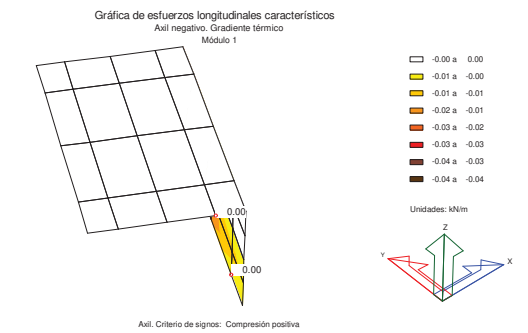 Gráfica de esfuerzos longitudinales característicos
Axil negativo. Gradiente térmico
Módulo 1
-0.00 a 0.00
-0.01 a -0.00
-0.01 a -0.01
-0.02 a -0.01
-0.03 a -0.02
-0.03 a -0.03
-0.04 a -0.03
-0.04 a -0.04
Unidades: kN/m
0.00
0.00
Z
Y
X
Axil. Criterio de signos: Compresión positiva